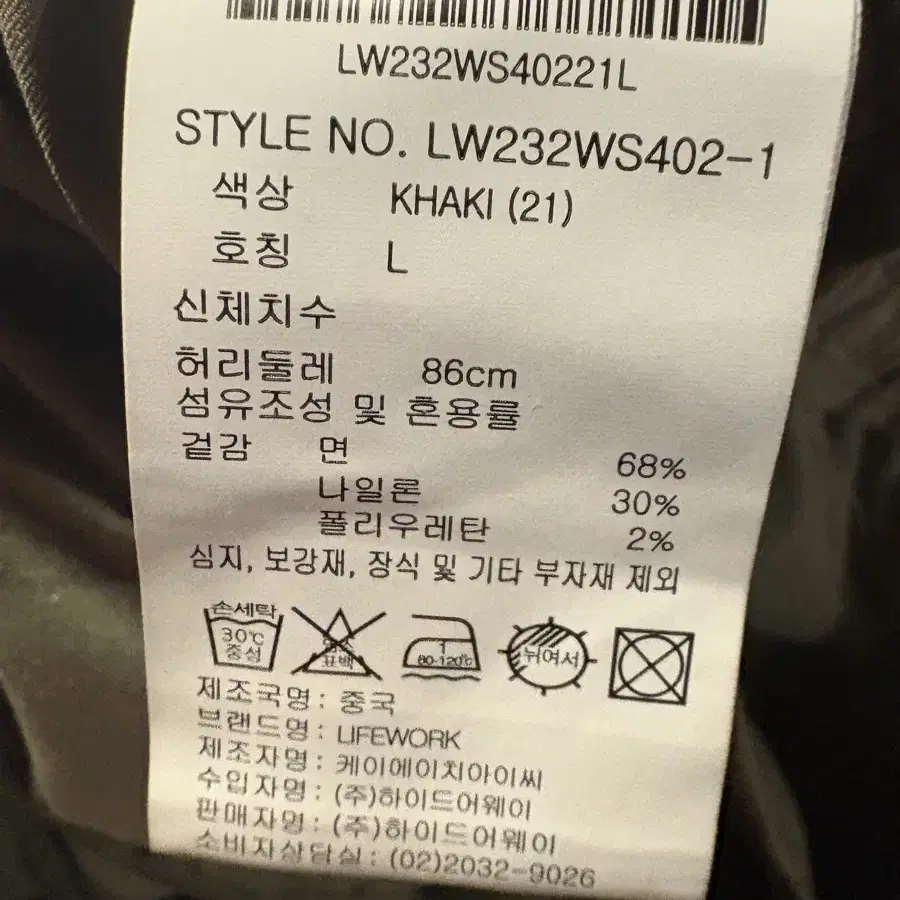 LW232WS40221L
STYLE NO. LW232WS402-1
색상 KHAKI (21)
호칭 L
신체치수
허리둘레 86cm
섬유조성 및 혼용률
겉감 면 68%
나일론 30%
폴리우레탄 2%
심지, 보강재, 장식 및 기타 부자재 제외
손세탁
30℃
중성
염소
표백
1
80-120℃
뉘여서
제조국명 : 중국
브랜드명 : LIFEWORK
제조자명 : 케이에이치아이씨
수입자명 : (주)하이드어웨이
판매자명 : (주)하이드어웨이
소비자상담실 : (02)2032-9026